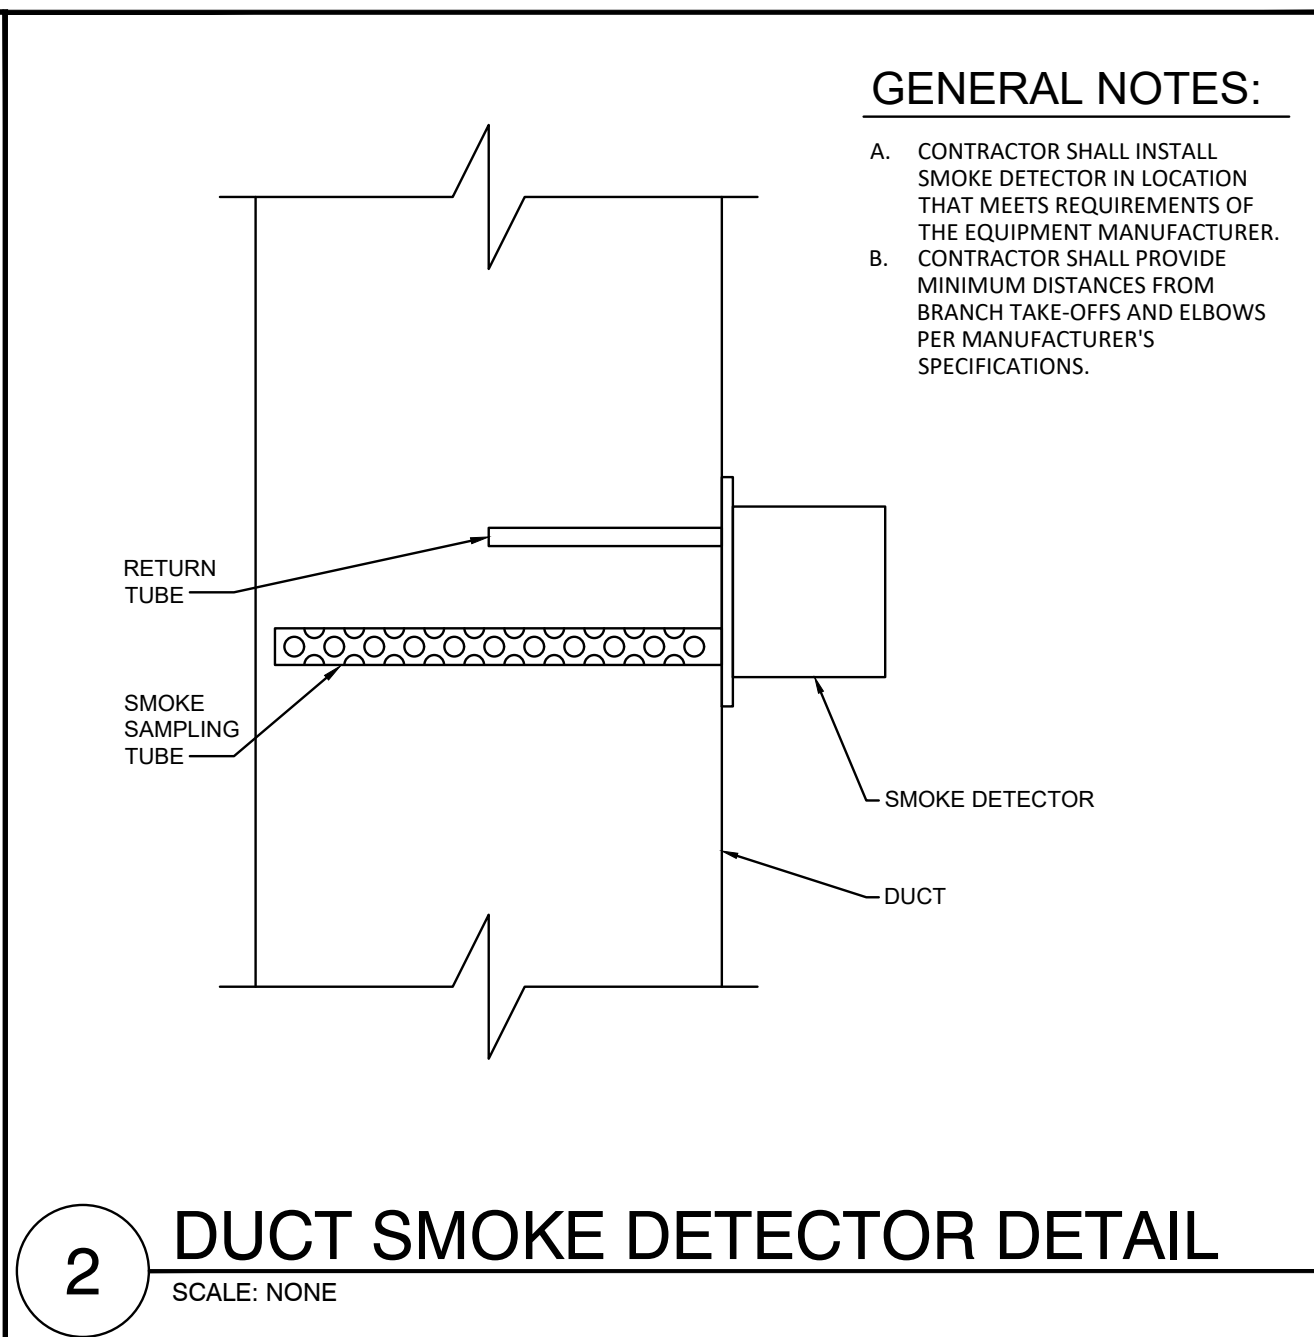 GENERAL NOTES:
A. CONTRACTOR SHALL INSTALL
SMOKE DETECTOR IN LOCATION
THAT MEETS REQUIREMENTS OF
THE EQUIPMENT MANUFACTURER.
B. CONTRACTOR SHALL PROVIDE
MINIMUM DISTANCES FROM
BRANCH TAKE-OFFS AND ELBOWS
PER MANUFACTURER'S
SPECIFICATIONS.
RETURN
TUBE
SMOKE
SAMPLING
TUBE
SMOKE DETECTOR
DUCT
2
DUCT SMOKE DETECTOR DETAIL
SCALE: NONE